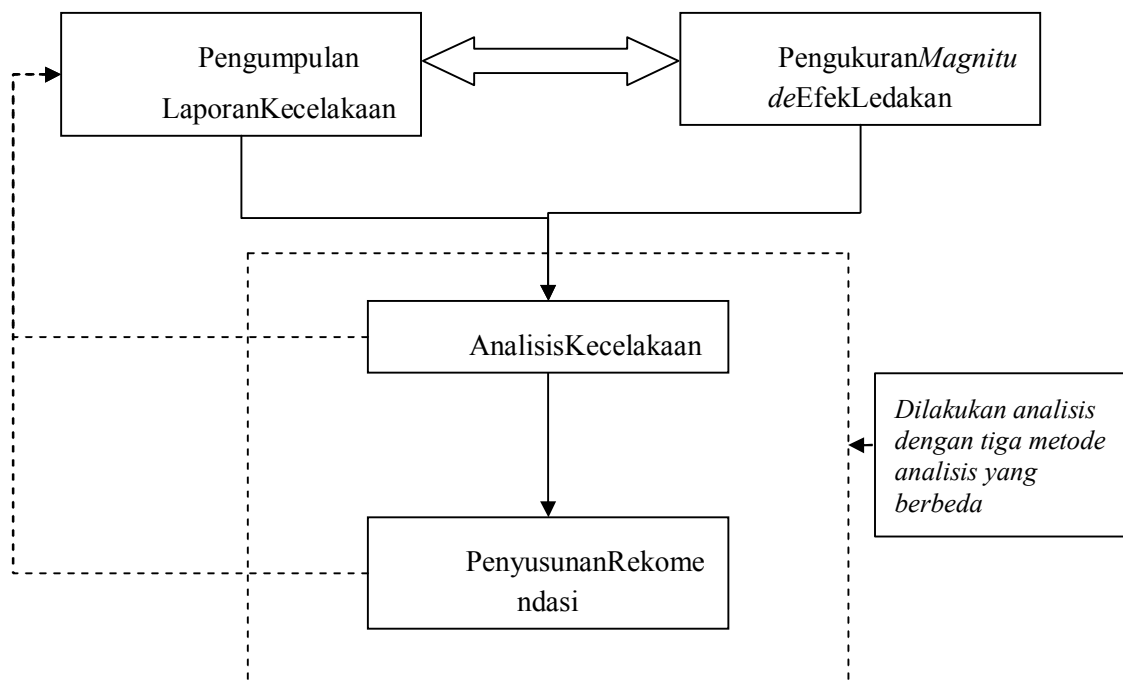 Pengumpulan
LaporanKecelakaan
PengukuranMagnitu
deEfekLedakan
AnalisisKecelakaan
Dilakukan analisis
dengan tiga metode
analisis yang
berbeda
PenyusunanRekome
ndasi